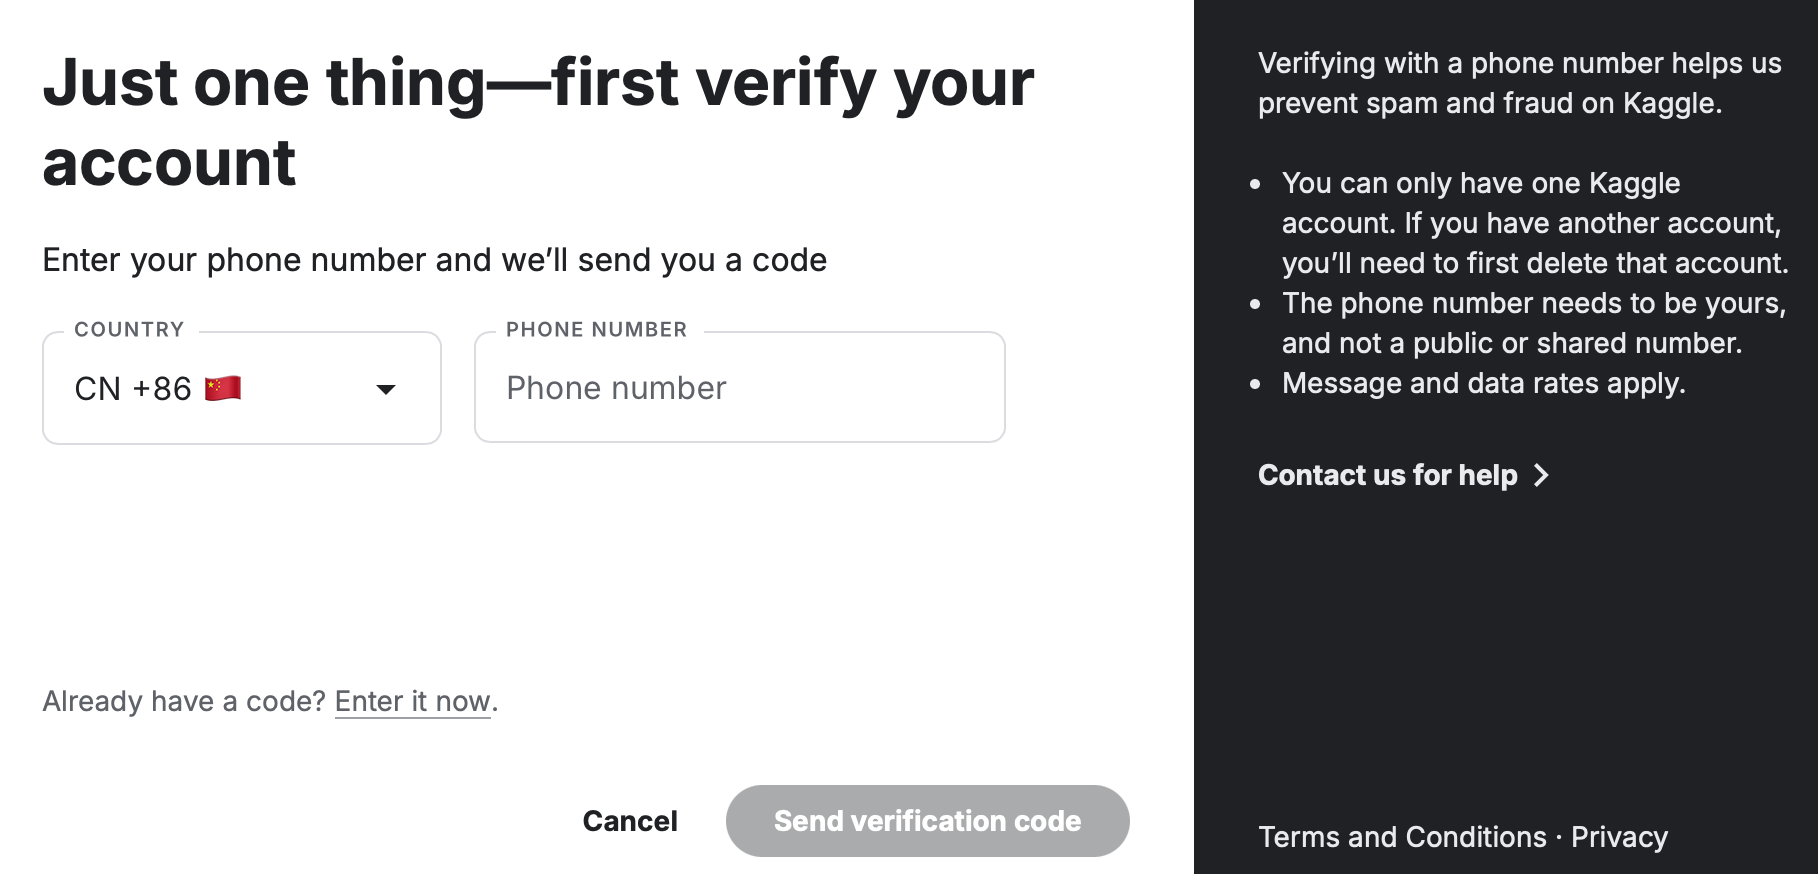 Just one thing—first verify your
account
Enter your phone number and we’ll send you a code
COUNTRY
CN +86 🇨🇳
PHONE NUMBER
Phone number
Already have a code? Enter it now.
Cancel
Send verification code
Verifying with a phone number helps us
prevent spam and fraud on Kaggle.
• You can only have one Kaggle
account. If you have another account,
you’ll need to first delete that account.
• The phone number needs to be yours,
and not a public or shared number.
• Message and data rates apply.
Contact us for help
Terms and Conditions · Privacy